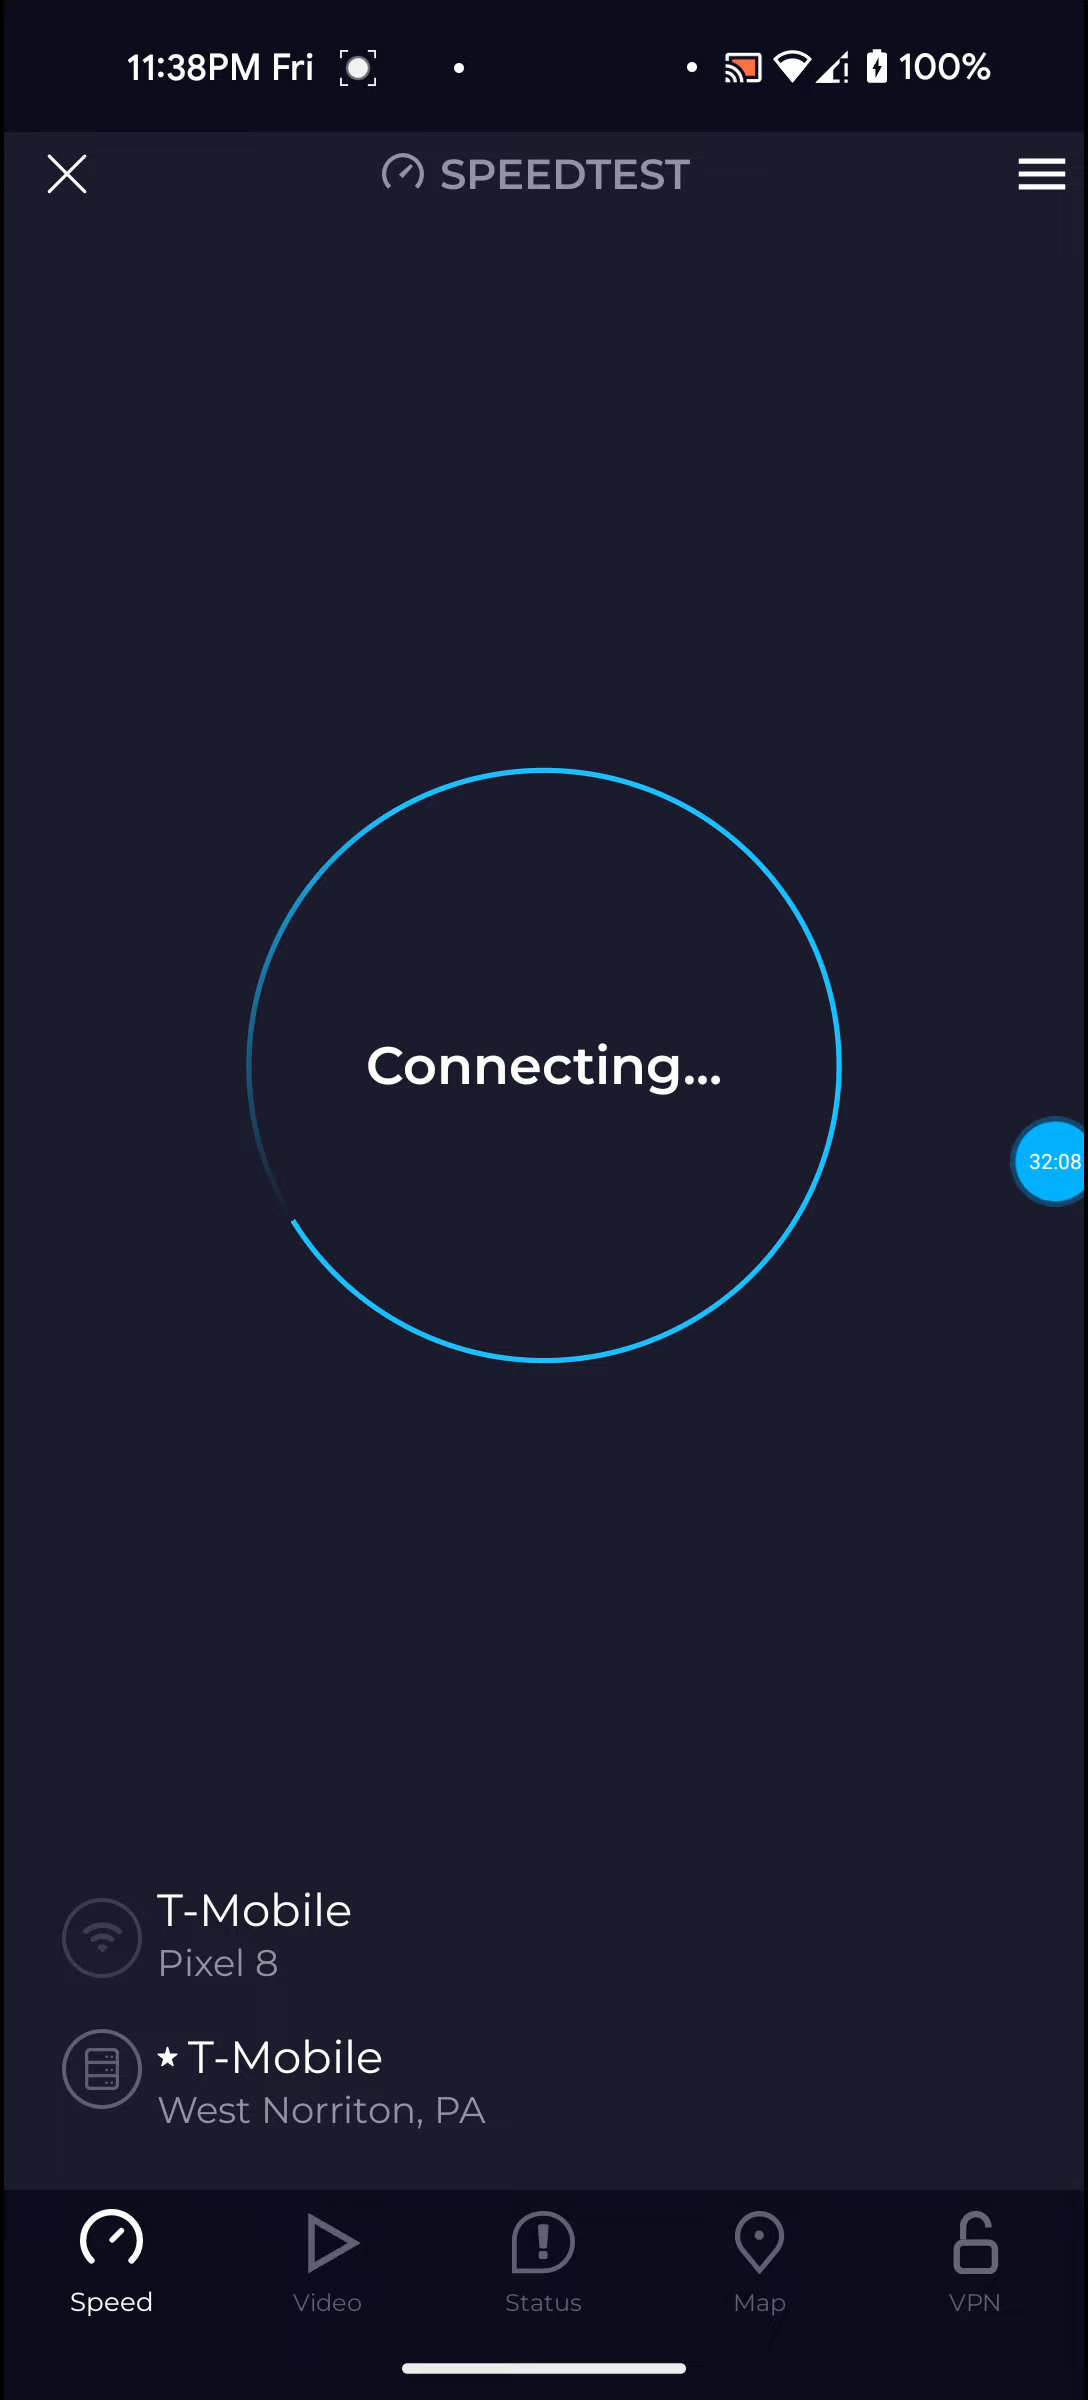 11:38PM Fri 100%
SPEEDTEST
Connecting...
32:08
T-Mobile
Pixel 8
★ T-Mobile
West Norriton, PA
Speed Video Status Map VPN